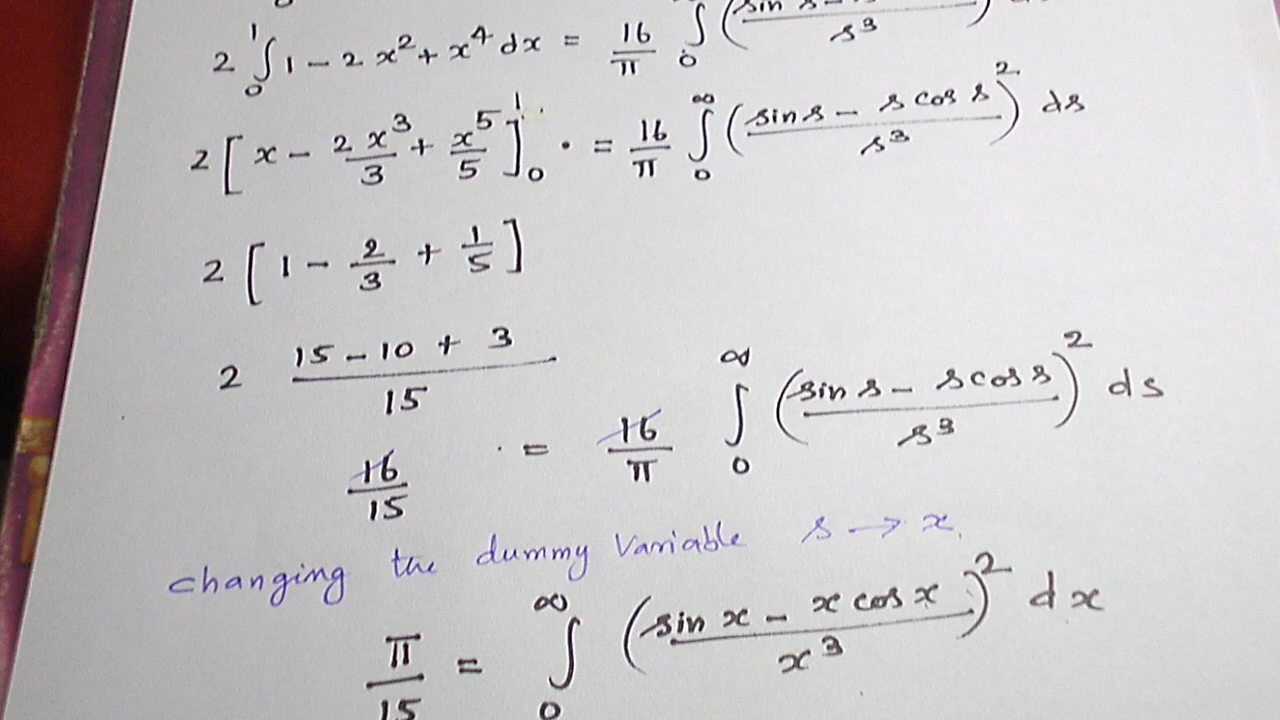 2 ∫₀¹ 1 − 2x² + x⁴ dx = 16/π ∫₀ (sin s − / s³)
2 [x − 2x³/3 + x⁵/5]₀¹ · = 16/π ∫₀^∞ ((sin s − s cos s)/s³)² ds
2 [1 − 2/3 + 1/5]
2 (15 − 10 + 3)/15
16/15 · = 16/π ∫₀^∞ ((sin s − s cos s)/s³)² ds
changing the dummy Variable s → x.
π/15 = ∫₀^∞ ((sin x − x cos x)/x³)² dx